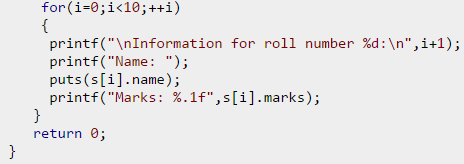 for(i=0;i<10;++i)
{
printf("\nInformation for roll number %d:\n",i+1);
printf("Name: ");
puts(s[i].name);
printf("Marks: %.1f",s[i].marks);
}
return 0;
}